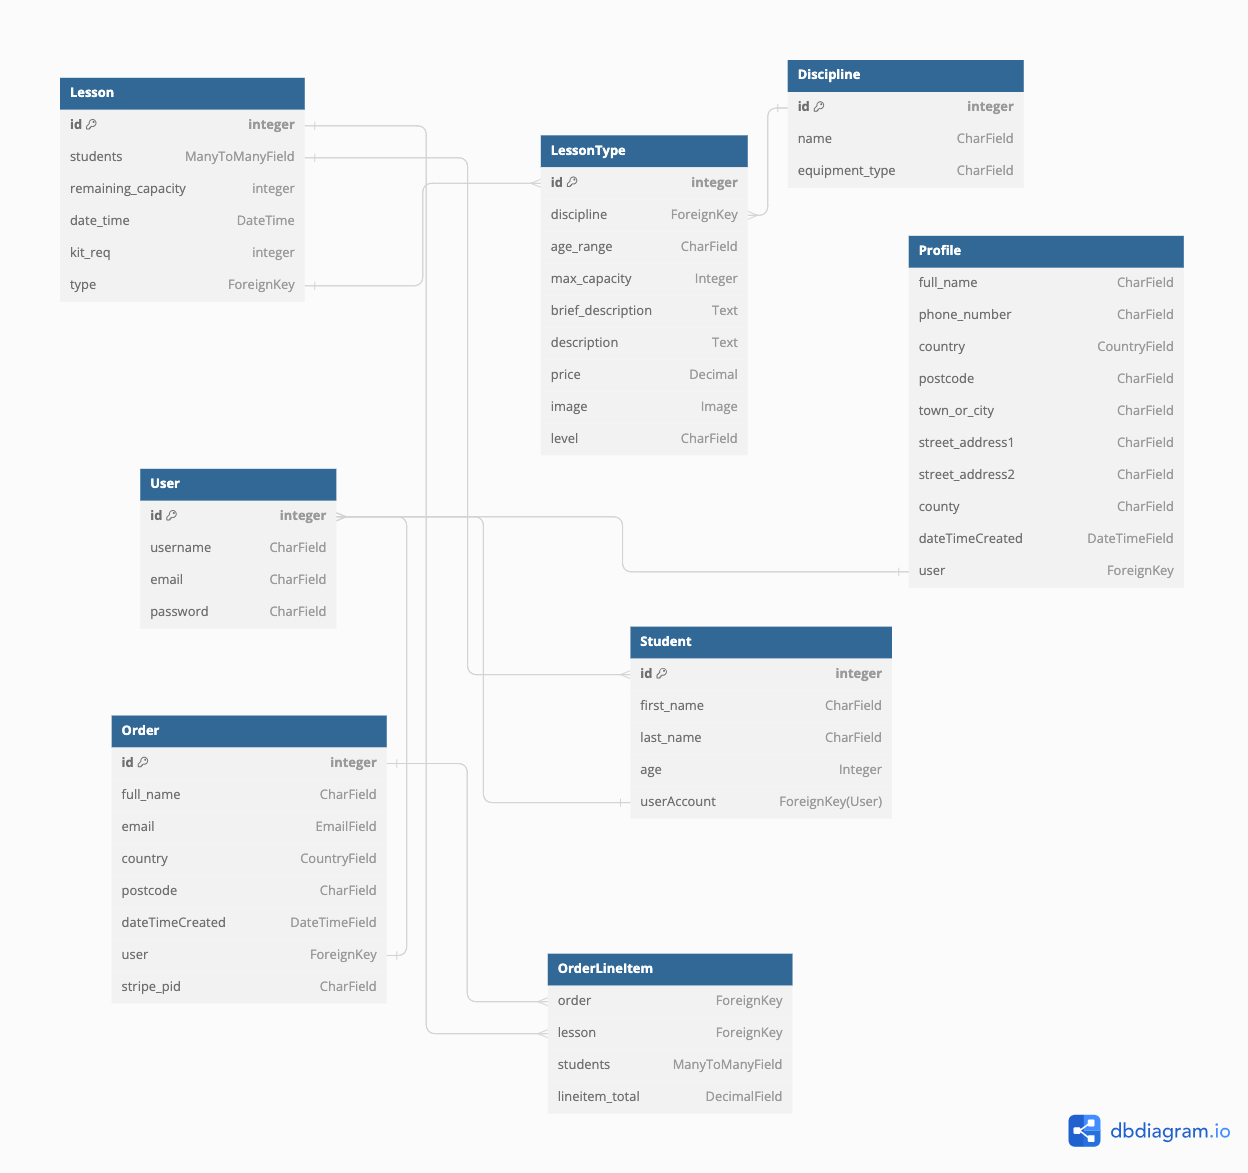 Lesson
id integer
students ManyToManyField
remaining_capacity integer
date_time DateTime
kit_req integer
type ForeignKey
LessonType
id integer
discipline ForeignKey
age_range CharField
max_capacity Integer
brief_description Text
description Text
price Decimal
image Image
level CharField
Discipline
id integer
name CharField
equipment_type CharField
Profile
full_name CharField
phone_number CharField
country CountryField
postcode CharField
town_or_city CharField
street_address1 CharField
street_address2 CharField
county CharField
dateTimeCreated DateTimeField
user ForeignKey
User
id integer
username CharField
email CharField
password CharField
Student
id integer
first_name CharField
last_name CharField
age Integer
userAccount ForeignKey(User)
Order
id integer
full_name CharField
email EmailField
country CountryField
postcode CharField
dateTimeCreated DateTimeField
user ForeignKey
stripe_pid CharField
OrderLineItem
order ForeignKey
lesson ForeignKey
students ManyToManyField
lineitem_total DecimalField
dbdiagram.io